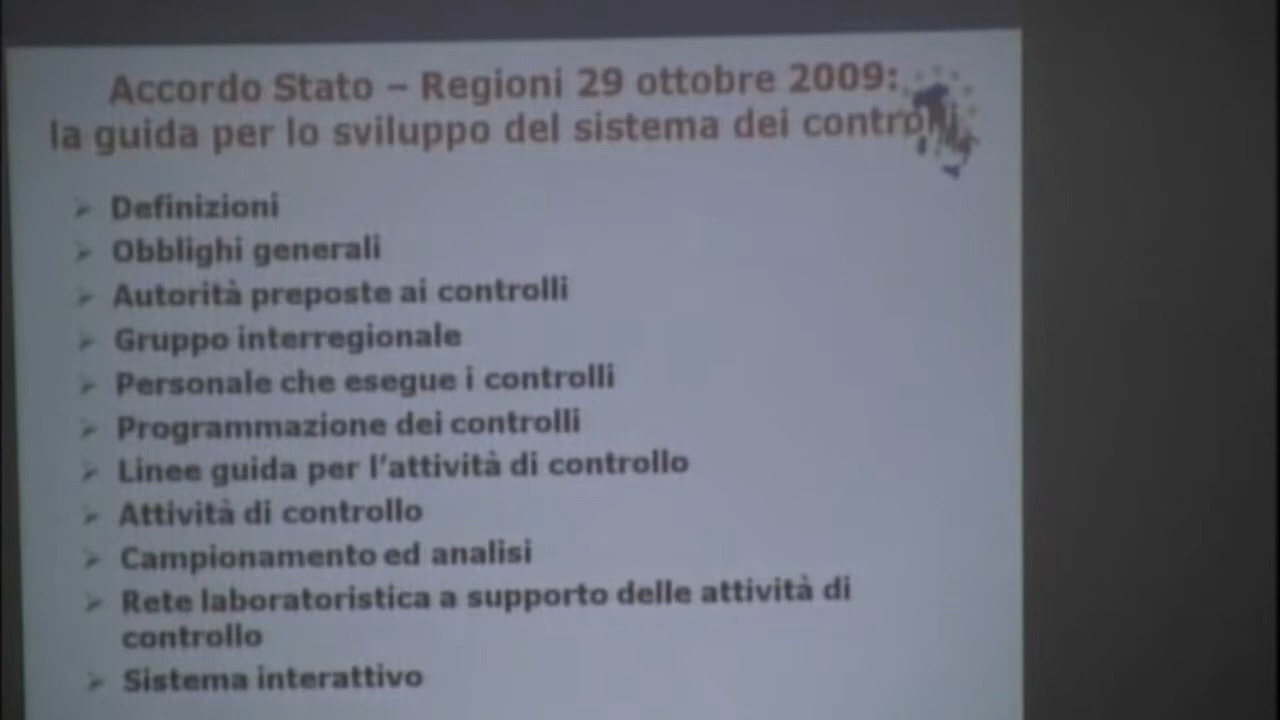 Accordo Stato – Regioni 29 ottobre 2009:
la guida per lo sviluppo del sistema dei controlli
➢ Definizioni
➢ Obblighi generali
➢ Autorità preposte ai controlli
➢ Gruppo interregionale
➢ Personale che esegue i controlli
➢ Programmazione dei controlli
➢ Linee guida per l’attività di controllo
➢ Attività di controllo
➢ Campionamento ed analisi
➢ Rete laboratoristica a supporto delle attività di
controllo
➢ Sistema interattivo